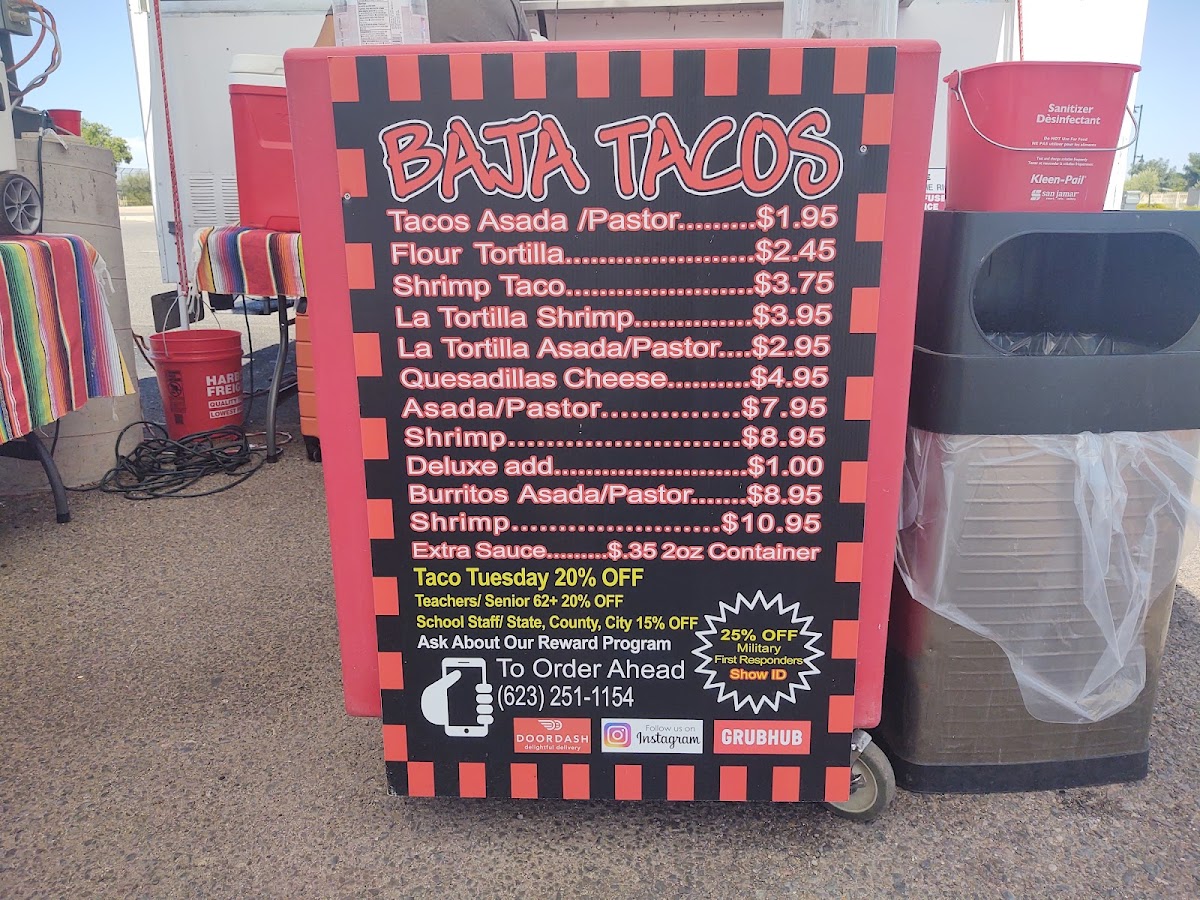 BAJA TACOS
Tacos Asada /Pastor..........$1.95
Flour Tortilla........................$2.45
Shrimp Taco........................$3.75
La Tortilla Shrimp...............$3.95
La Tortilla Asada/Pastor....$2.95
Quesadillas Cheese..........$4.95
Asada/Pastor...............$7.95
Shrimp.........................$8.95
Deluxe add.........................$1.00
Burritos Asada/Pastor.......$8.95
Shrimp.......................$10.95
Extra Sauce.........$.35 2oz Container
Taco Tuesday 20% OFF
Teachers/ Senior 62+ 20% OFF
School Staff/ State, County, City 15% OFF
Ask About Our Reward Program
25% OFF
Military
First Responders
Show ID
To Order Ahead
(623) 251-1154
DOORDASH
delightful delivery
Follow us on
Instagram
GRUBHUB
Sanitizer
Desinfectant
Kleen-Pail
san jamar
HARB
FREIG
QUALITY
LOWEST